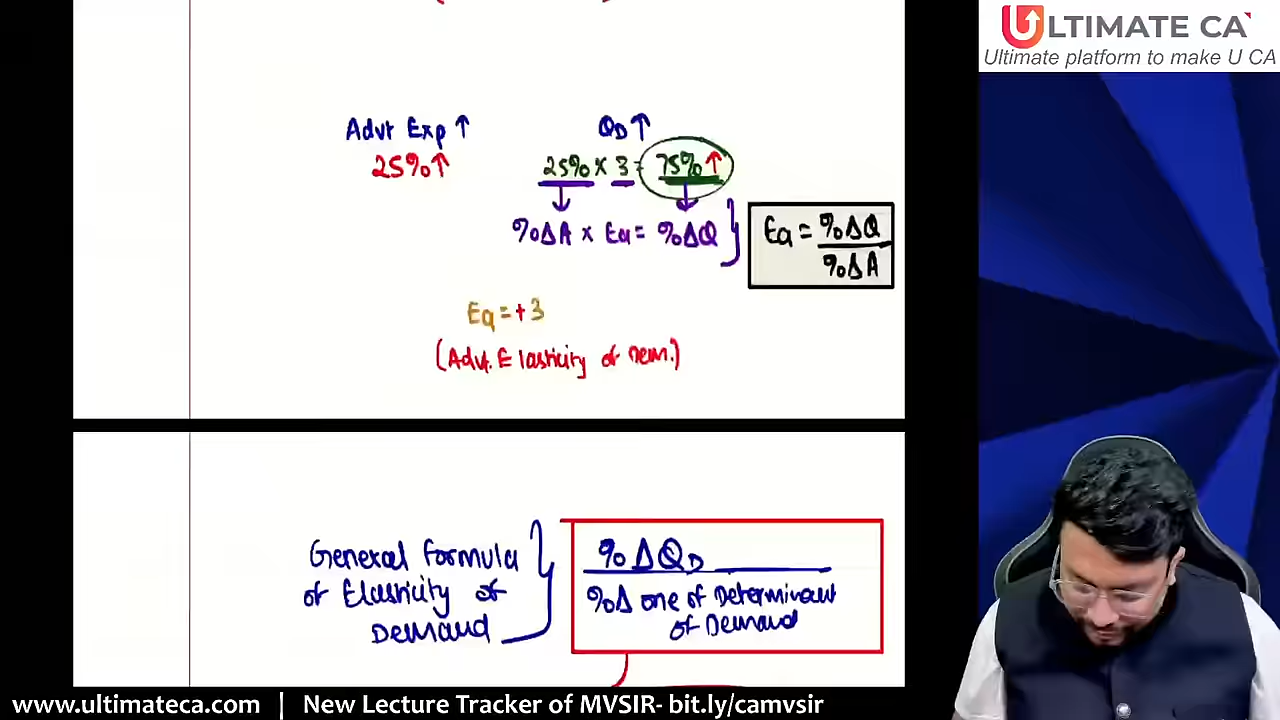 ULTIMATE CA
Ultimate platform to make U CA
Advt Exp ↑ QD ↑
25% ↑ 25% × 3 = 75% ↑
%ΔA × Ea = %ΔQ
Ea = %ΔQ
%ΔA
Ea = + 3
(Advt. Elasticity of Dem.)
General Formula
of Elasticity of
Demand
%ΔQD
%Δ one of Determinant
of Demand
www.ultimateca.com | New Lecture Tracker of MVSIR- bit.ly/camvsir